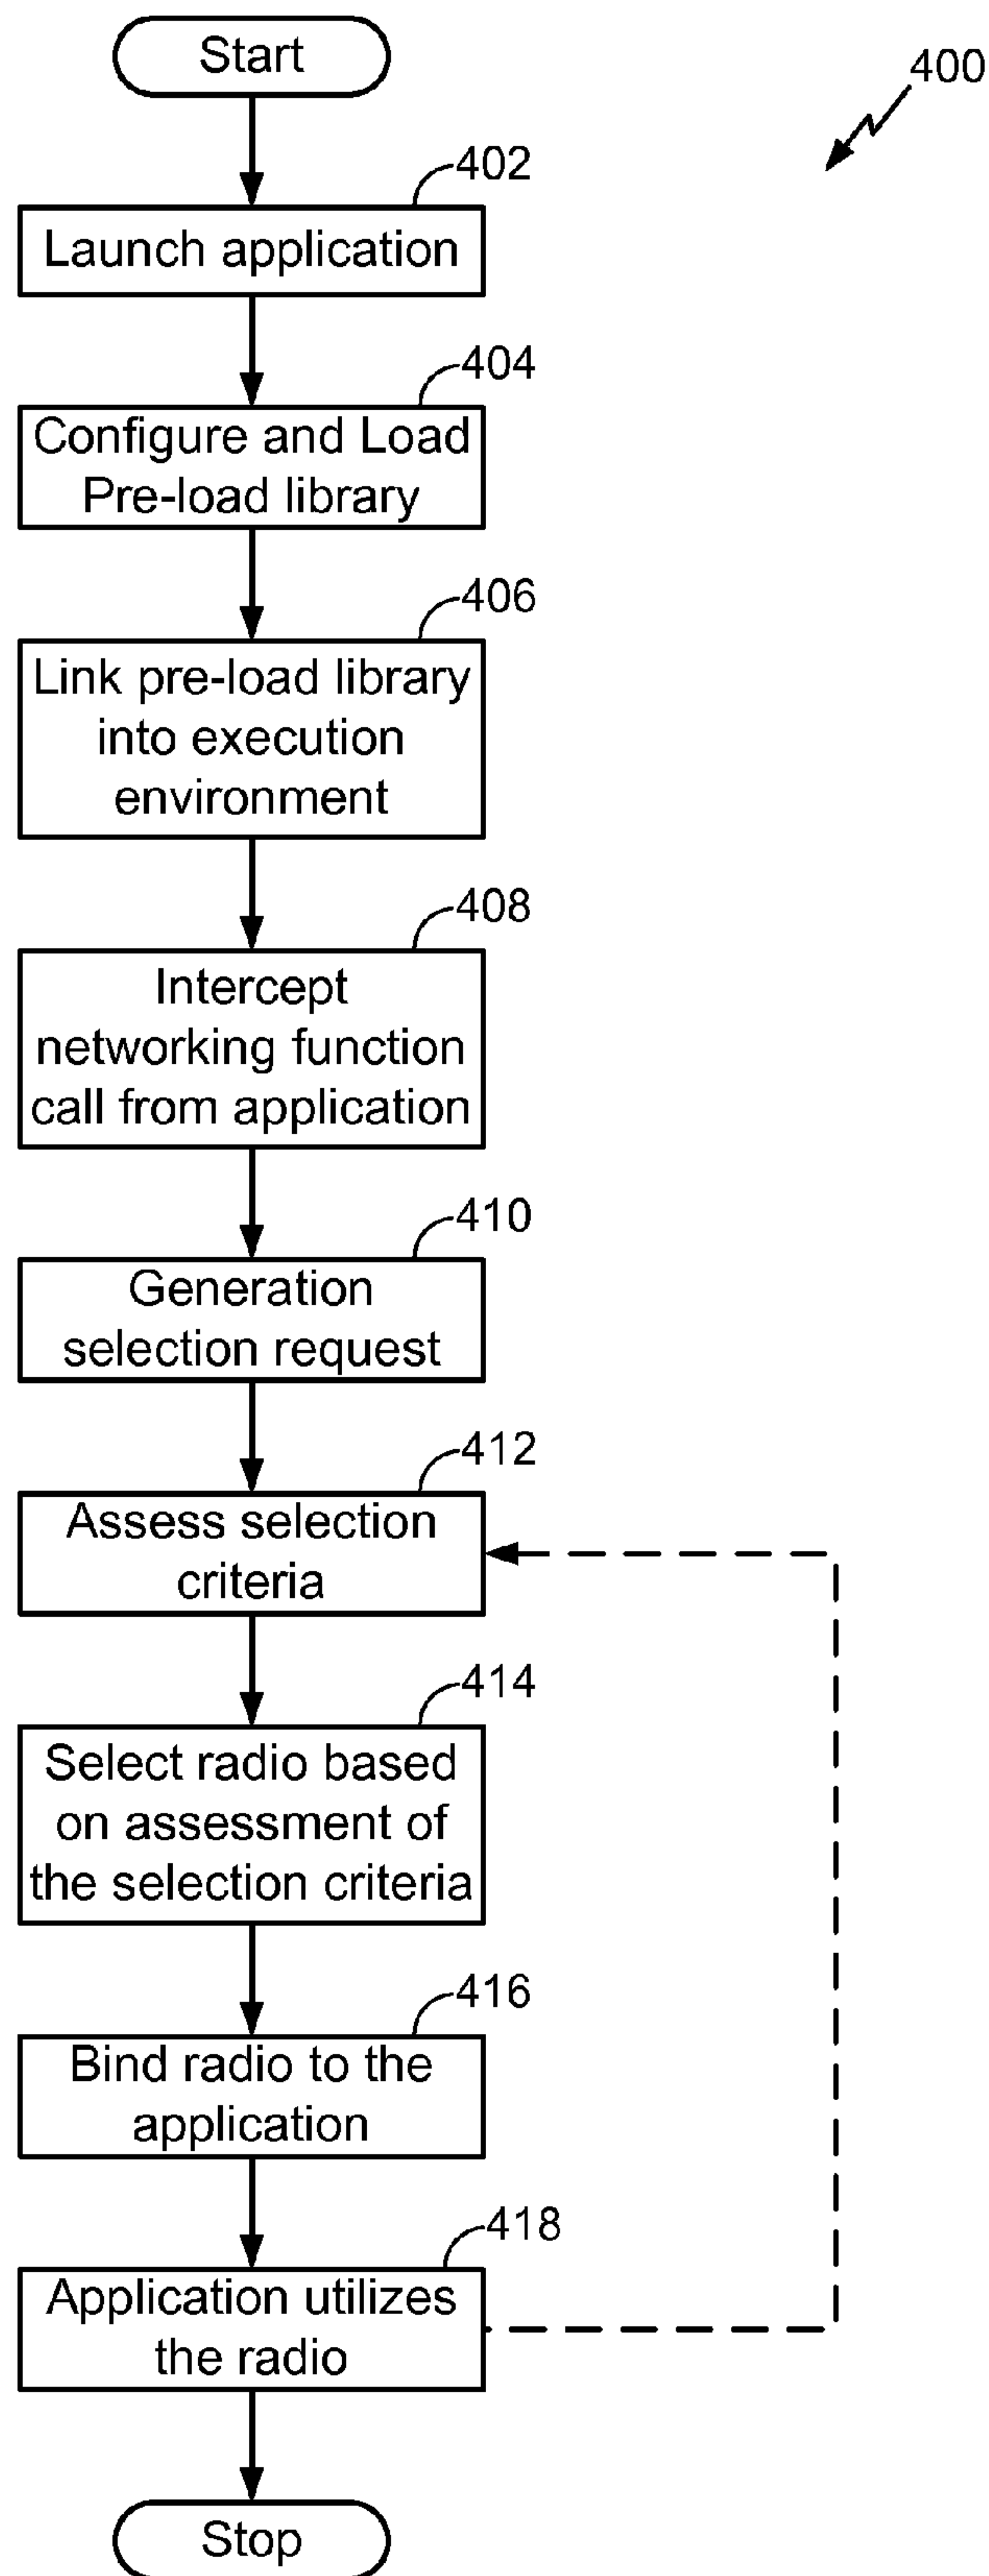 Start
400
402
Launch application
404
Configure and Load
Pre-load library
406
Link pre-load library
into execution
environment
408
Intercept
networking function
call from application
410
Generation
selection request
412
Assess selection
criteria
414
Select radio based
on assessment of
the selection criteria
416
Bind radio to the
application
418
Application utilizes
the radio
Stop